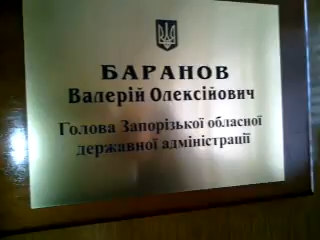 БАРАНОВ
Валерій Олексійович
Голова Запорізької обласної
державної адміністрації